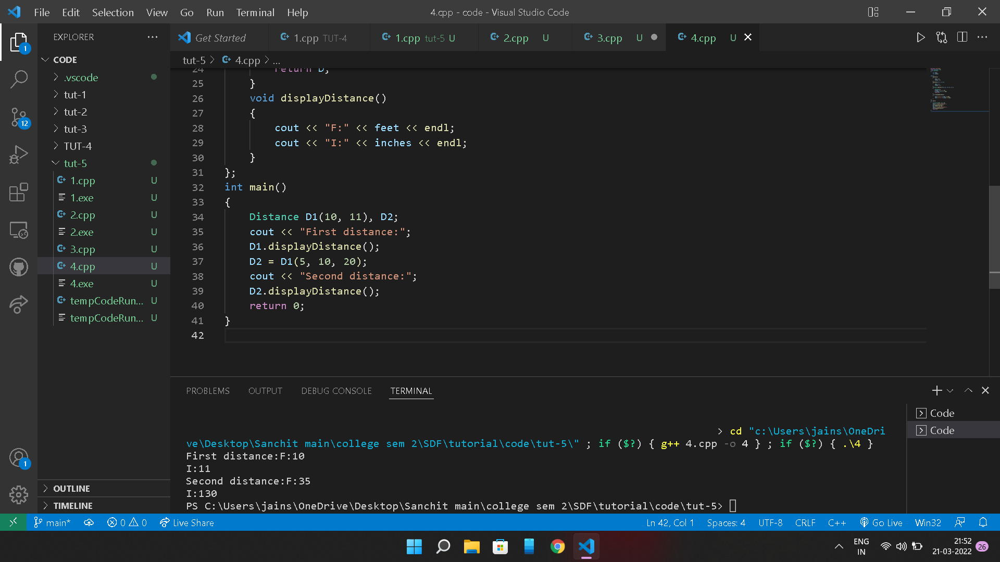 File Edit Selection View Go Run Terminal Help
4.cpp - code - Visual Studio Code
EXPLORER
Get Started
1.cpp TUT-4
1.cpp tut-5 U
2.cpp U
3.cpp U
4.cpp U
tut-5 > 4.cpp > ...
CODE
.vscode
tut-1
tut-2
tut-3
TUT-4
tut-5
1.cpp U
1.exe U
2.cpp U
2.exe U
3.cpp U
4.cpp U
4.exe U
tempCodeRun... U
tempCodeRun... U
OUTLINE
TIMELINE
1
12
1
24 return D;
25 }
26 void displayDistance()
27 {
28 cout << "F:" << feet << endl;
29 cout << "I:" << inches << endl;
30 }
31 };
32 int main()
33 {
34 Distance D1(10, 11), D2;
35 cout << "First distance:";
36 D1.displayDistance();
37 D2 = D1(5, 10, 20);
38 cout << "Second distance:";
39 D2.displayDistance();
40 return 0;
41 }
42
PROBLEMS OUTPUT DEBUG CONSOLE TERMINAL
> cd "c:\Users\jains\OneDri
ve\Desktop\Sanchit main\college sem 2\SDF\tutorial\code\tut-5\" ; if ($?) { g++ 4.cpp -o 4 } ; if ($?) { .\4 }
First distance:F:10
I:11
Second distance:F:35
I:130
PS C:\Users\jains\OneDrive\Desktop\Sanchit main\college sem 2\SDF\tutorial\code\tut-5>
Code
Code
main* 0 0 Live Share
Ln 42, Col 1 Spaces: 4 UTF-8 CRLF C++ Go Live Win32
ENG
IN
21:52
21-03-2022
26